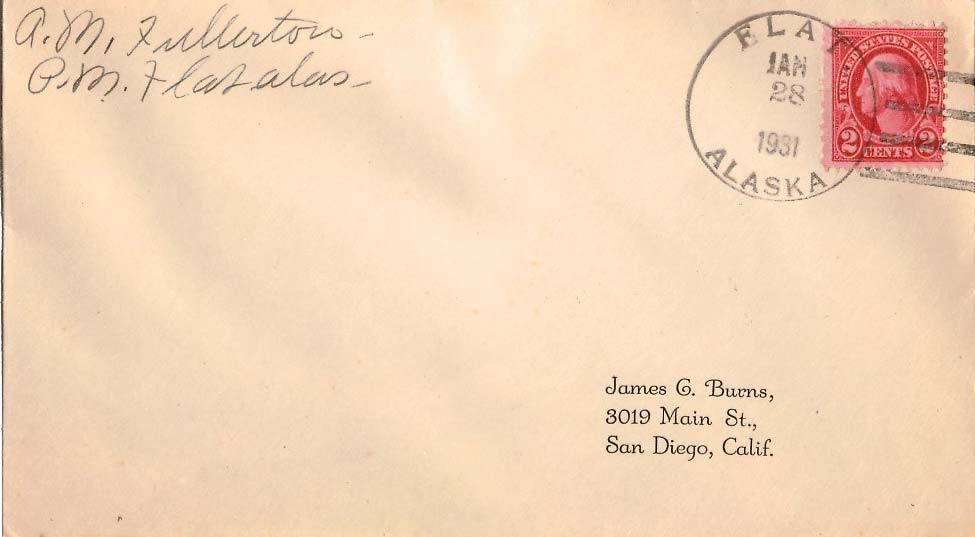 A. M. Fullerton
P.M. Flat alas
FLAT
JAN
28
1931
ALASKA
UNITED STATES POSTAGE
2 CENTS 2
James G. Burns,
3019 Main St.,
San Diego, Calif.